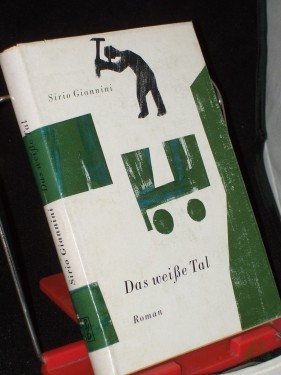 Sirio Giannini
Das weiße Tal
Roman
Sirio Giannini Das weiße Tal